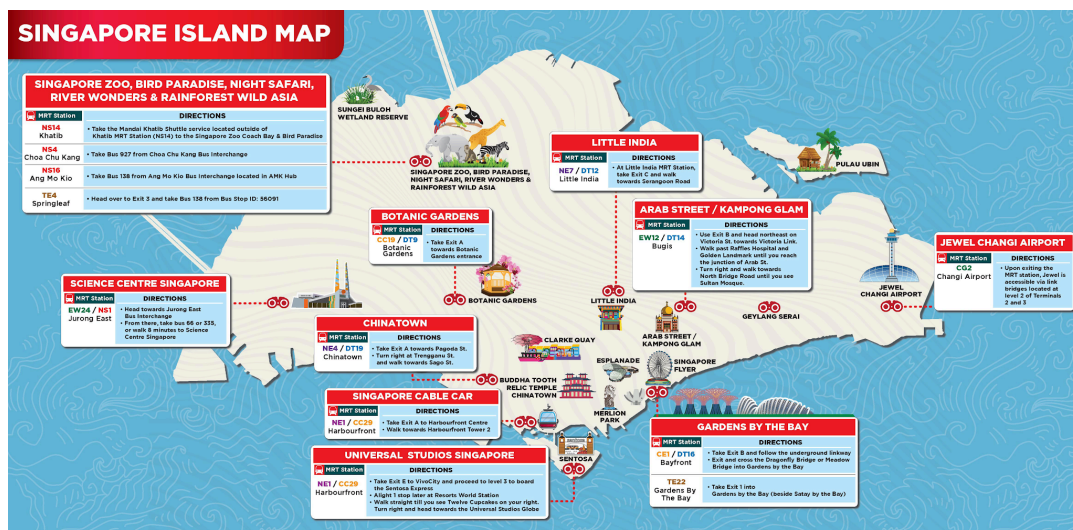 SINGAPORE ISLAND MAP
SINGAPORE ZOO, BIRD PARADISE, NIGHT SAFARI,
RIVER WONDERS & RAINFOREST WILD ASIA
MRT Station
DIRECTIONS
NS14
Khatib
• Take the Mandai Khatib Shuttle service located outside of
Khatib MRT Station (NS14) to the Singapore Zoo Coach Bay & Bird Paradise
NS4
Choa Chu Kang
• Take Bus 927 from Choa Chu Kang Bus Interchange
NS16
Ang Mo Kio
• Take Bus 138 from Ang Mo Kio Bus Interchange located in AMK Hub
TE4
Springleaf
• Head over to Exit 3 and take Bus 138 from Bus Stop ID: 56091
SUNGEI BULOH
WETLAND RESERVE
SINGAPORE ZOO, BIRD PARADISE,
NIGHT SAFARI, RIVER WONDERS &
RAINFOREST WILD ASIA
LITTLE INDIA
MRT Station
DIRECTIONS
NE7 / DT12
Little India
• At Little India MRT Station,
take Exit C and walk
towards Serangoon Road
PULAU UBIN
BOTANIC GARDENS
MRT Station
DIRECTIONS
CC19 / DT9
Botanic
Gardens
• Take Exit A
towards Botanic
Gardens entrance
BOTANIC GARDENS
ARAB STREET / KAMPONG GLAM
MRT Station
DIRECTIONS
EW12 / DT14
Bugis
• Use Exit B and head northeast on
Victoria St. towards Victoria Link.
• Walk past Raffles Hospital and
Golden Landmark until you reach
the junction of Arab St.
• Turn right and walk towards
North Bridge Road until you see
Sultan Mosque.
JEWEL CHANGI AIRPORT
MRT Station
DIRECTIONS
CG2
Changi Airport
• Upon exiting the
MRT station, Jewel is
accessible via link
bridges located at
level 2 of Terminals
2 and 3
JEWEL
CHANGI AIRPORT
SCIENCE CENTRE SINGAPORE
MRT Station
DIRECTIONS
EW24 / NS1
Jurong East
• Head towards Jurong East
Bus Interchange
• From there, take bus 66 or 335,
or walk 8 minutes to Science
Centre Singapore
LITTLE INDIA
GEYLANG SERAI
ARAB STREET /
KAMPONG GLAM
CHINATOWN
MRT Station
DIRECTIONS
NE4 / DT19
Chinatown
• Take Exit A towards Pagoda St.
• Turn right at Trengganu St.
and walk towards Sago St.
CLARKE QUAY
ESPLANADE
SINGAPORE
FLYER
BUDDHA TOOTH
RELIC TEMPLE
CHINATOWN
MERLION
PARK
SINGAPORE CABLE CAR
MRT Station
DIRECTIONS
NE1 / CC29
Harbourfront
• Take Exit A to Harbourfront Centre
• Walk towards Harbourfront Tower 2
SENTOSA
UNIVERSAL STUDIOS SINGAPORE
MRT Station
DIRECTIONS
NE1 / CC29
Harbourfront
• Take Exit E to VivoCity and proceed to level 3 to board
the Sentosa Express
• Alight 1 stop later at Resorts World Station
• Walk straight till you see Twelve Cupcakes on your right.
Turn right and head towards the Universal Studios Globe
GARDENS BY THE BAY
MRT Station
DIRECTIONS
CE1 / DT16
Bayfront
• Take Exit B and follow the underground linkway
• Exit and cross the Dragonfly Bridge or Meadow
Bridge into Gardens by the Bay
TE22
Gardens By
The Bay
• Take Exit 1 into
Gardens by the Bay (beside Satay by the Bay)